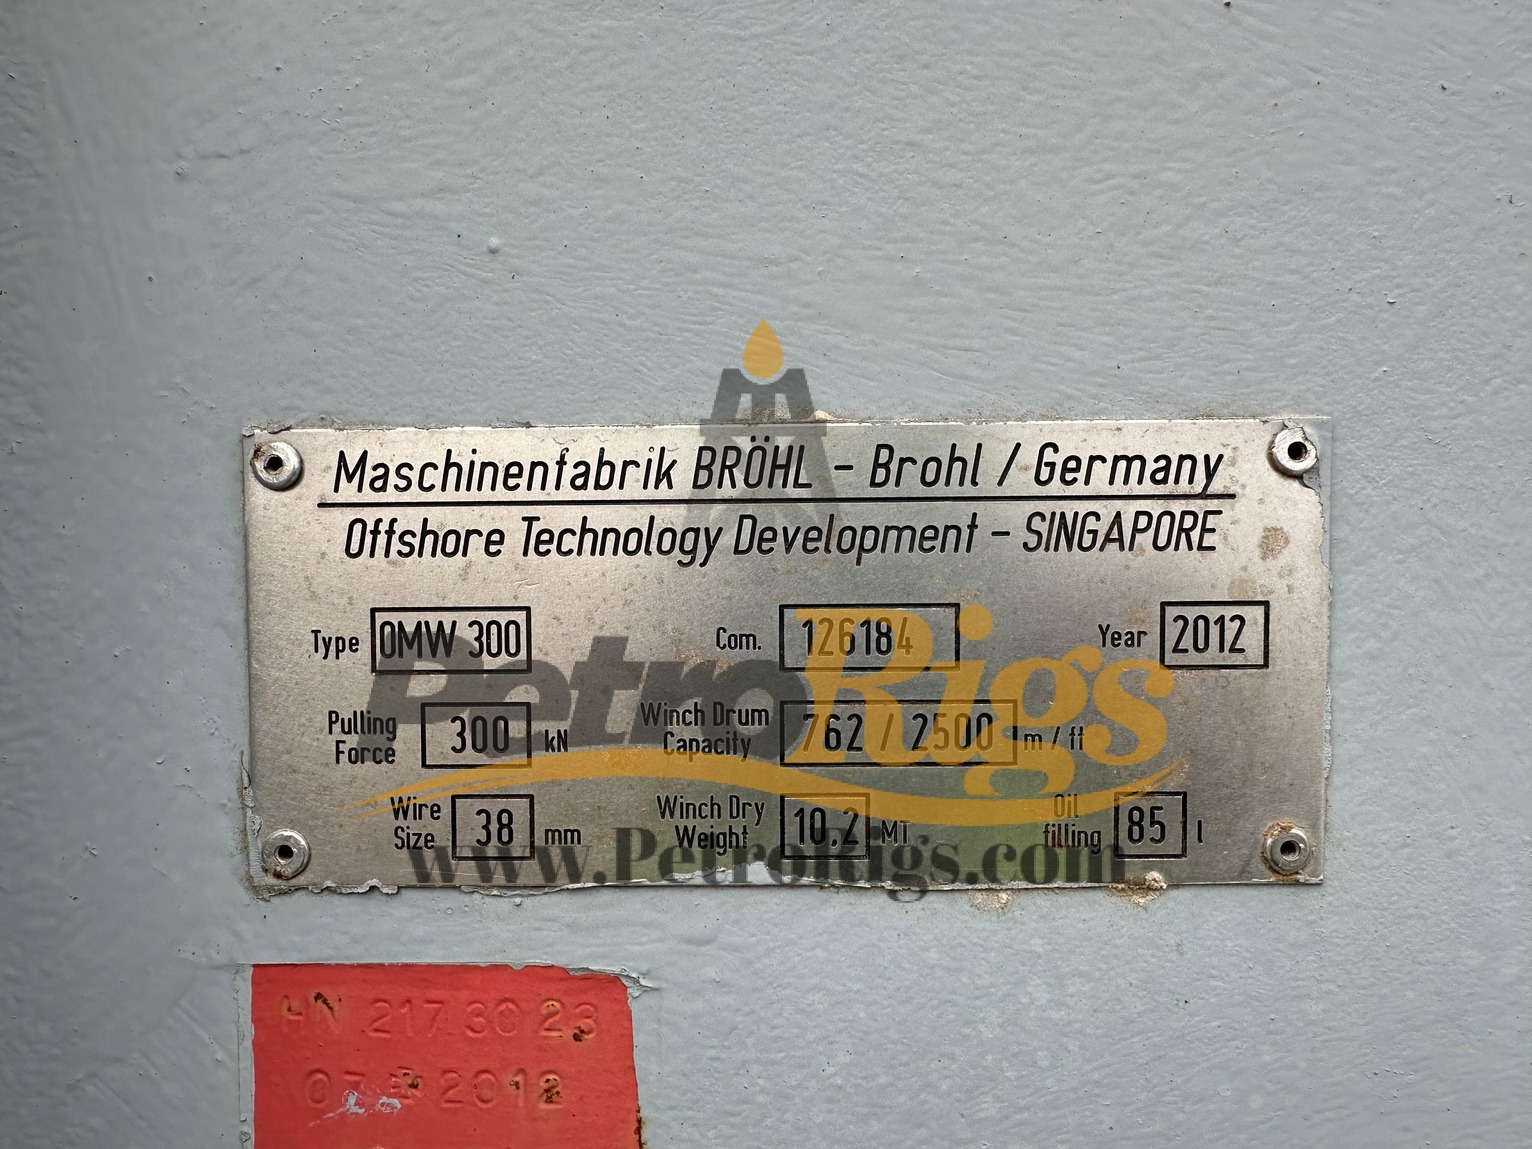 Maschinenfabrik BRÖHL - Brohl / Germany
Offshore Technology Development - SINGAPORE
Type OMW 300 Com. 126184 Year 2012
Pulling Force 300 kN Winch Drum Capacity 762 / 2500 m / ft
Wire Size 38 mm Winch Dry Weight 10,2 MT Oil filling 85 l
PetroRigs
www.PetroRigs.com
HN 217 30 23
07 2012